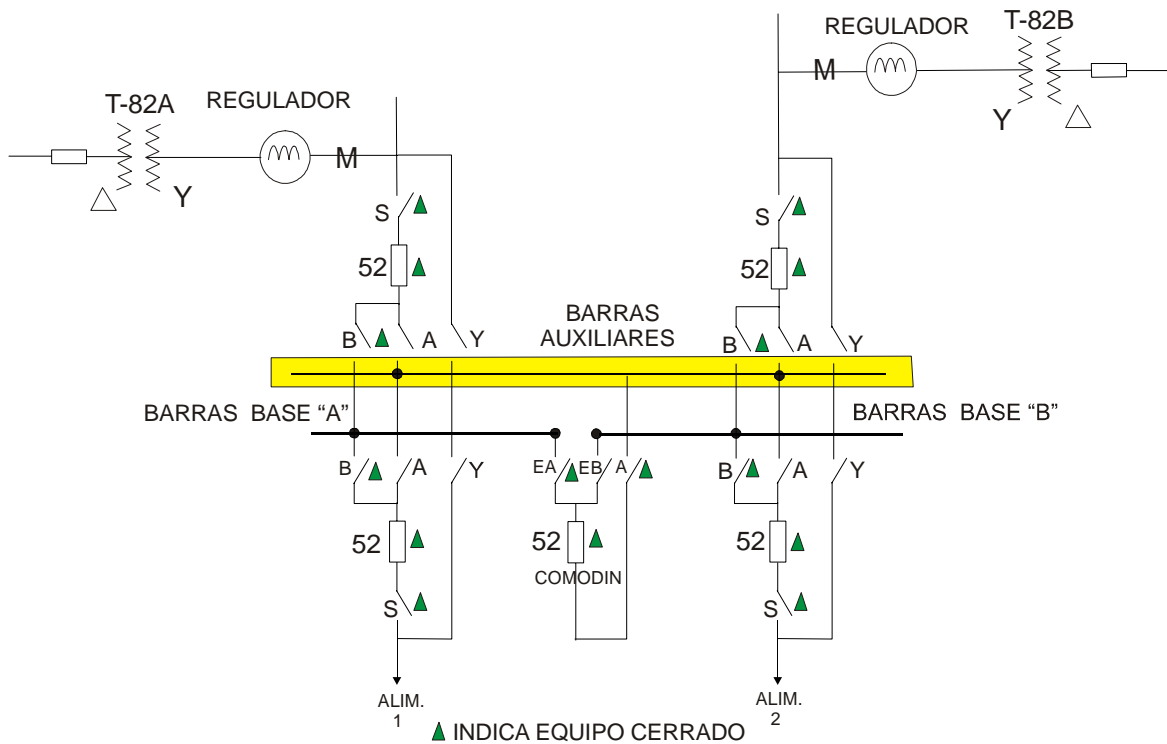 T-82B
REGULADOR
M
Y
T-82A
REGULADOR
M
Y
S
S
52
52
BARRAS
AUXILIARES
B
A
Y
B
A
Y
BARRAS BASE "A"
BARRAS BASE "B"
B
A
Y
EA
EB
A
B
A
Y
52
52
COMODIN
52
S
S
ALIM.
1
ALIM.
2
INDICA EQUIPO CERRADO